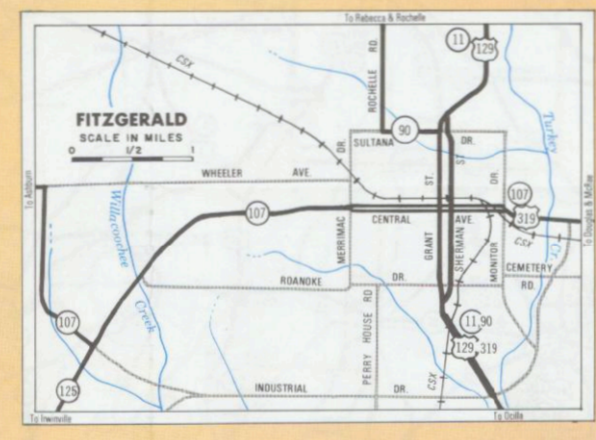 To Rebecca & Rochelle
11
129
CSX
ROCHELLE RD.
FITZGERALD
SCALE IN MILES
0 1/2 1
90
SULTANA DR.
DR.
ST.
Turkey Cr.
WHEELER AVE.
ST.
DR.
To Ashburn
107
107
319
To Douglas & McRae
CENTRAL AVE.
Willacoochee Creek
MERRIMAC
GRANT
SHERMAN
MONITOR
CSX
CEMETERY RD.
ROANOKE DR.
PERRY HOUSE RD
107
11,90
129 319
125
INDUSTRIAL DR.
CSX
To Irwinville
To Ocilla